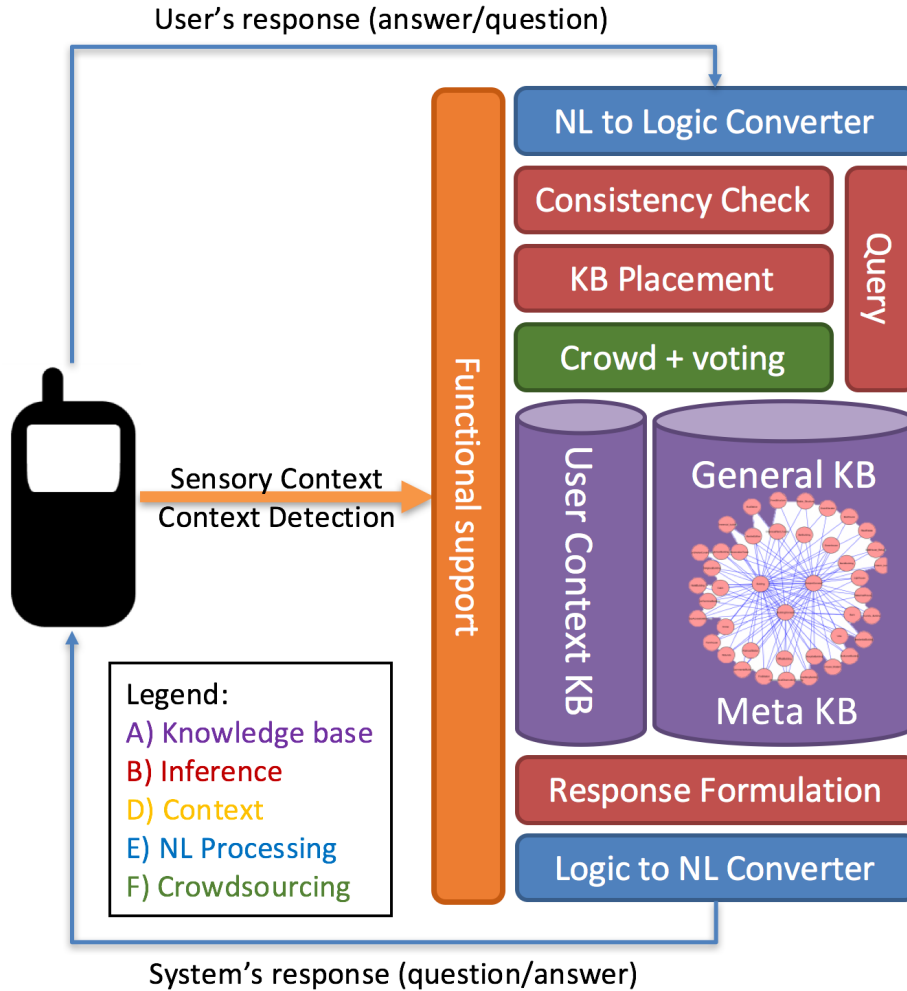 User's response (answer/question)
NL to Logic Converter
Consistency Check
KB Placement
Query
Crowd + voting
Functional support
Sensory Context
Context Detection
User Context KB
General KB
Meta KB
Legend:
A) Knowledge base
B) Inference
D) Context
E) NL Processing
F) Crowdsourcing
Response Formulation
Logic to NL Converter
System's response (question/answer)